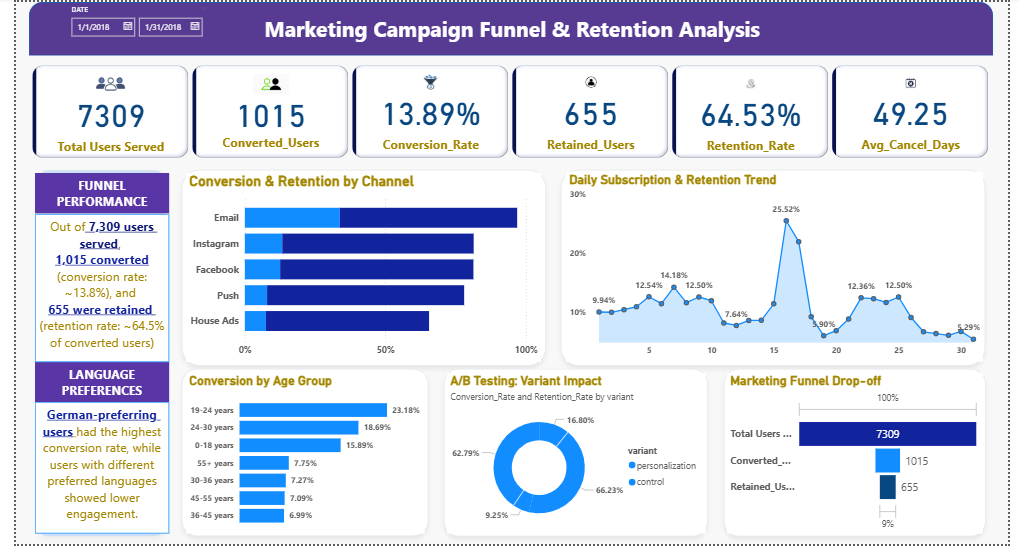 DATE
1/1/2018
1/31/2018
Marketing Campaign Funnel & Retention Analysis
7309
Total Users Served
1015
Converted_Users
13.89%
Conversion_Rate
655
Retained_Users
64.53%
Retention_Rate
49.25
Avg_Cancel_Days
FUNNEL
PERFORMANCE
Out of 7,309 users
served,
1,015 converted
(conversion rate:
~13.8%), and
655 were retained
(retention rate: ~64.5%
of converted users)
LANGUAGE
PREFERENCES
German-preferring
users had the highest
conversion rate, while
users with different
preferred languages
showed lower
engagement.
Conversion & Retention by Channel
Email
Instagram
Facebook
Push
House Ads
0%
50%
100%
Daily Subscription & Retention Trend
30%
20%
10%
9.94%
12.54%
14.18%
12.50%
7.64%
25.52%
5.90%
12.36%
12.50%
5.29%
5
10
15
20
25
30
Conversion by Age Group
19-24 years
23.18%
24-30 years
18.69%
0-18 years
15.89%
55+ years
7.75%
30-36 years
7.27%
45-55 years
7.09%
36-45 years
6.99%
A/B Testing: Variant Impact
Conversion_Rate and Retention_Rate by variant
16.80%
62.79%
66.23%
9.25%
variant
personalization
control
Marketing Funnel Drop-off
100%
Total Users ...
7309
Converted_...
1015
Retained_Us...
655
9%